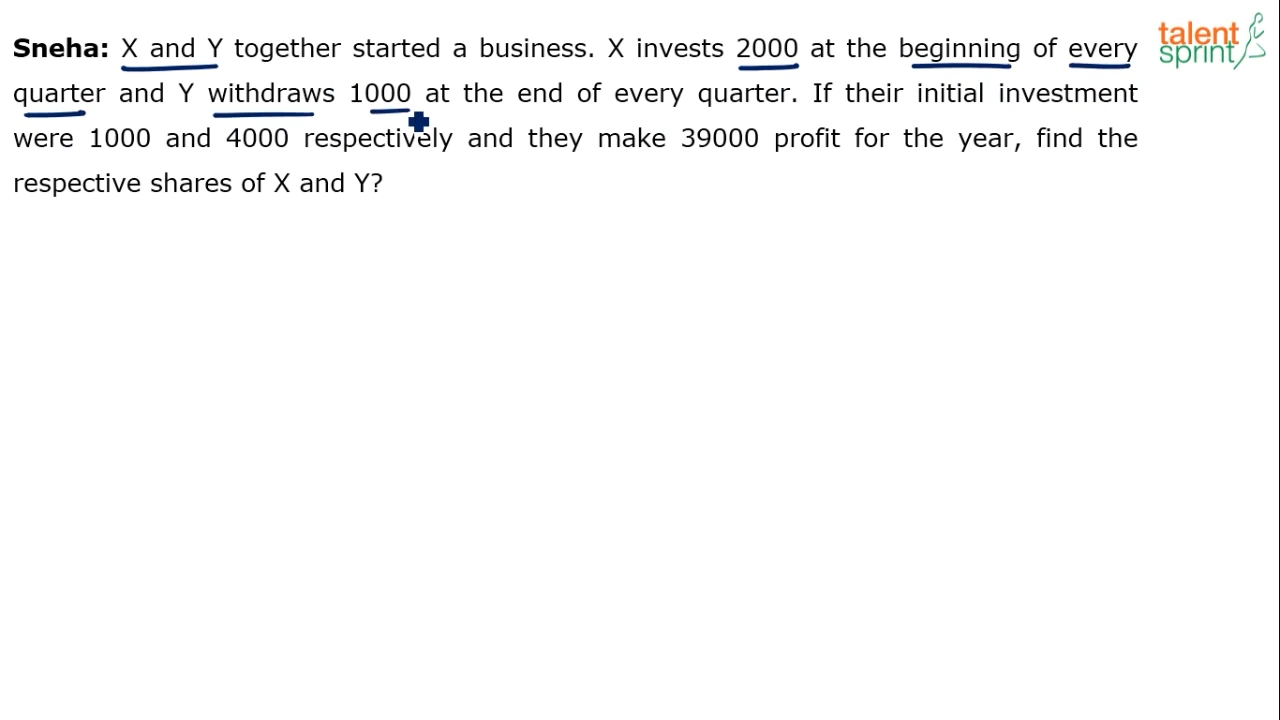 Sneha: X and Y together started a business. X invests 2000 at the beginning of every
quarter and Y withdraws 1000 at the end of every quarter. If their initial investment
were 1000 and 4000 respectively and they make 39000 profit for the year, find the
respective shares of X and Y?
talent
sprint